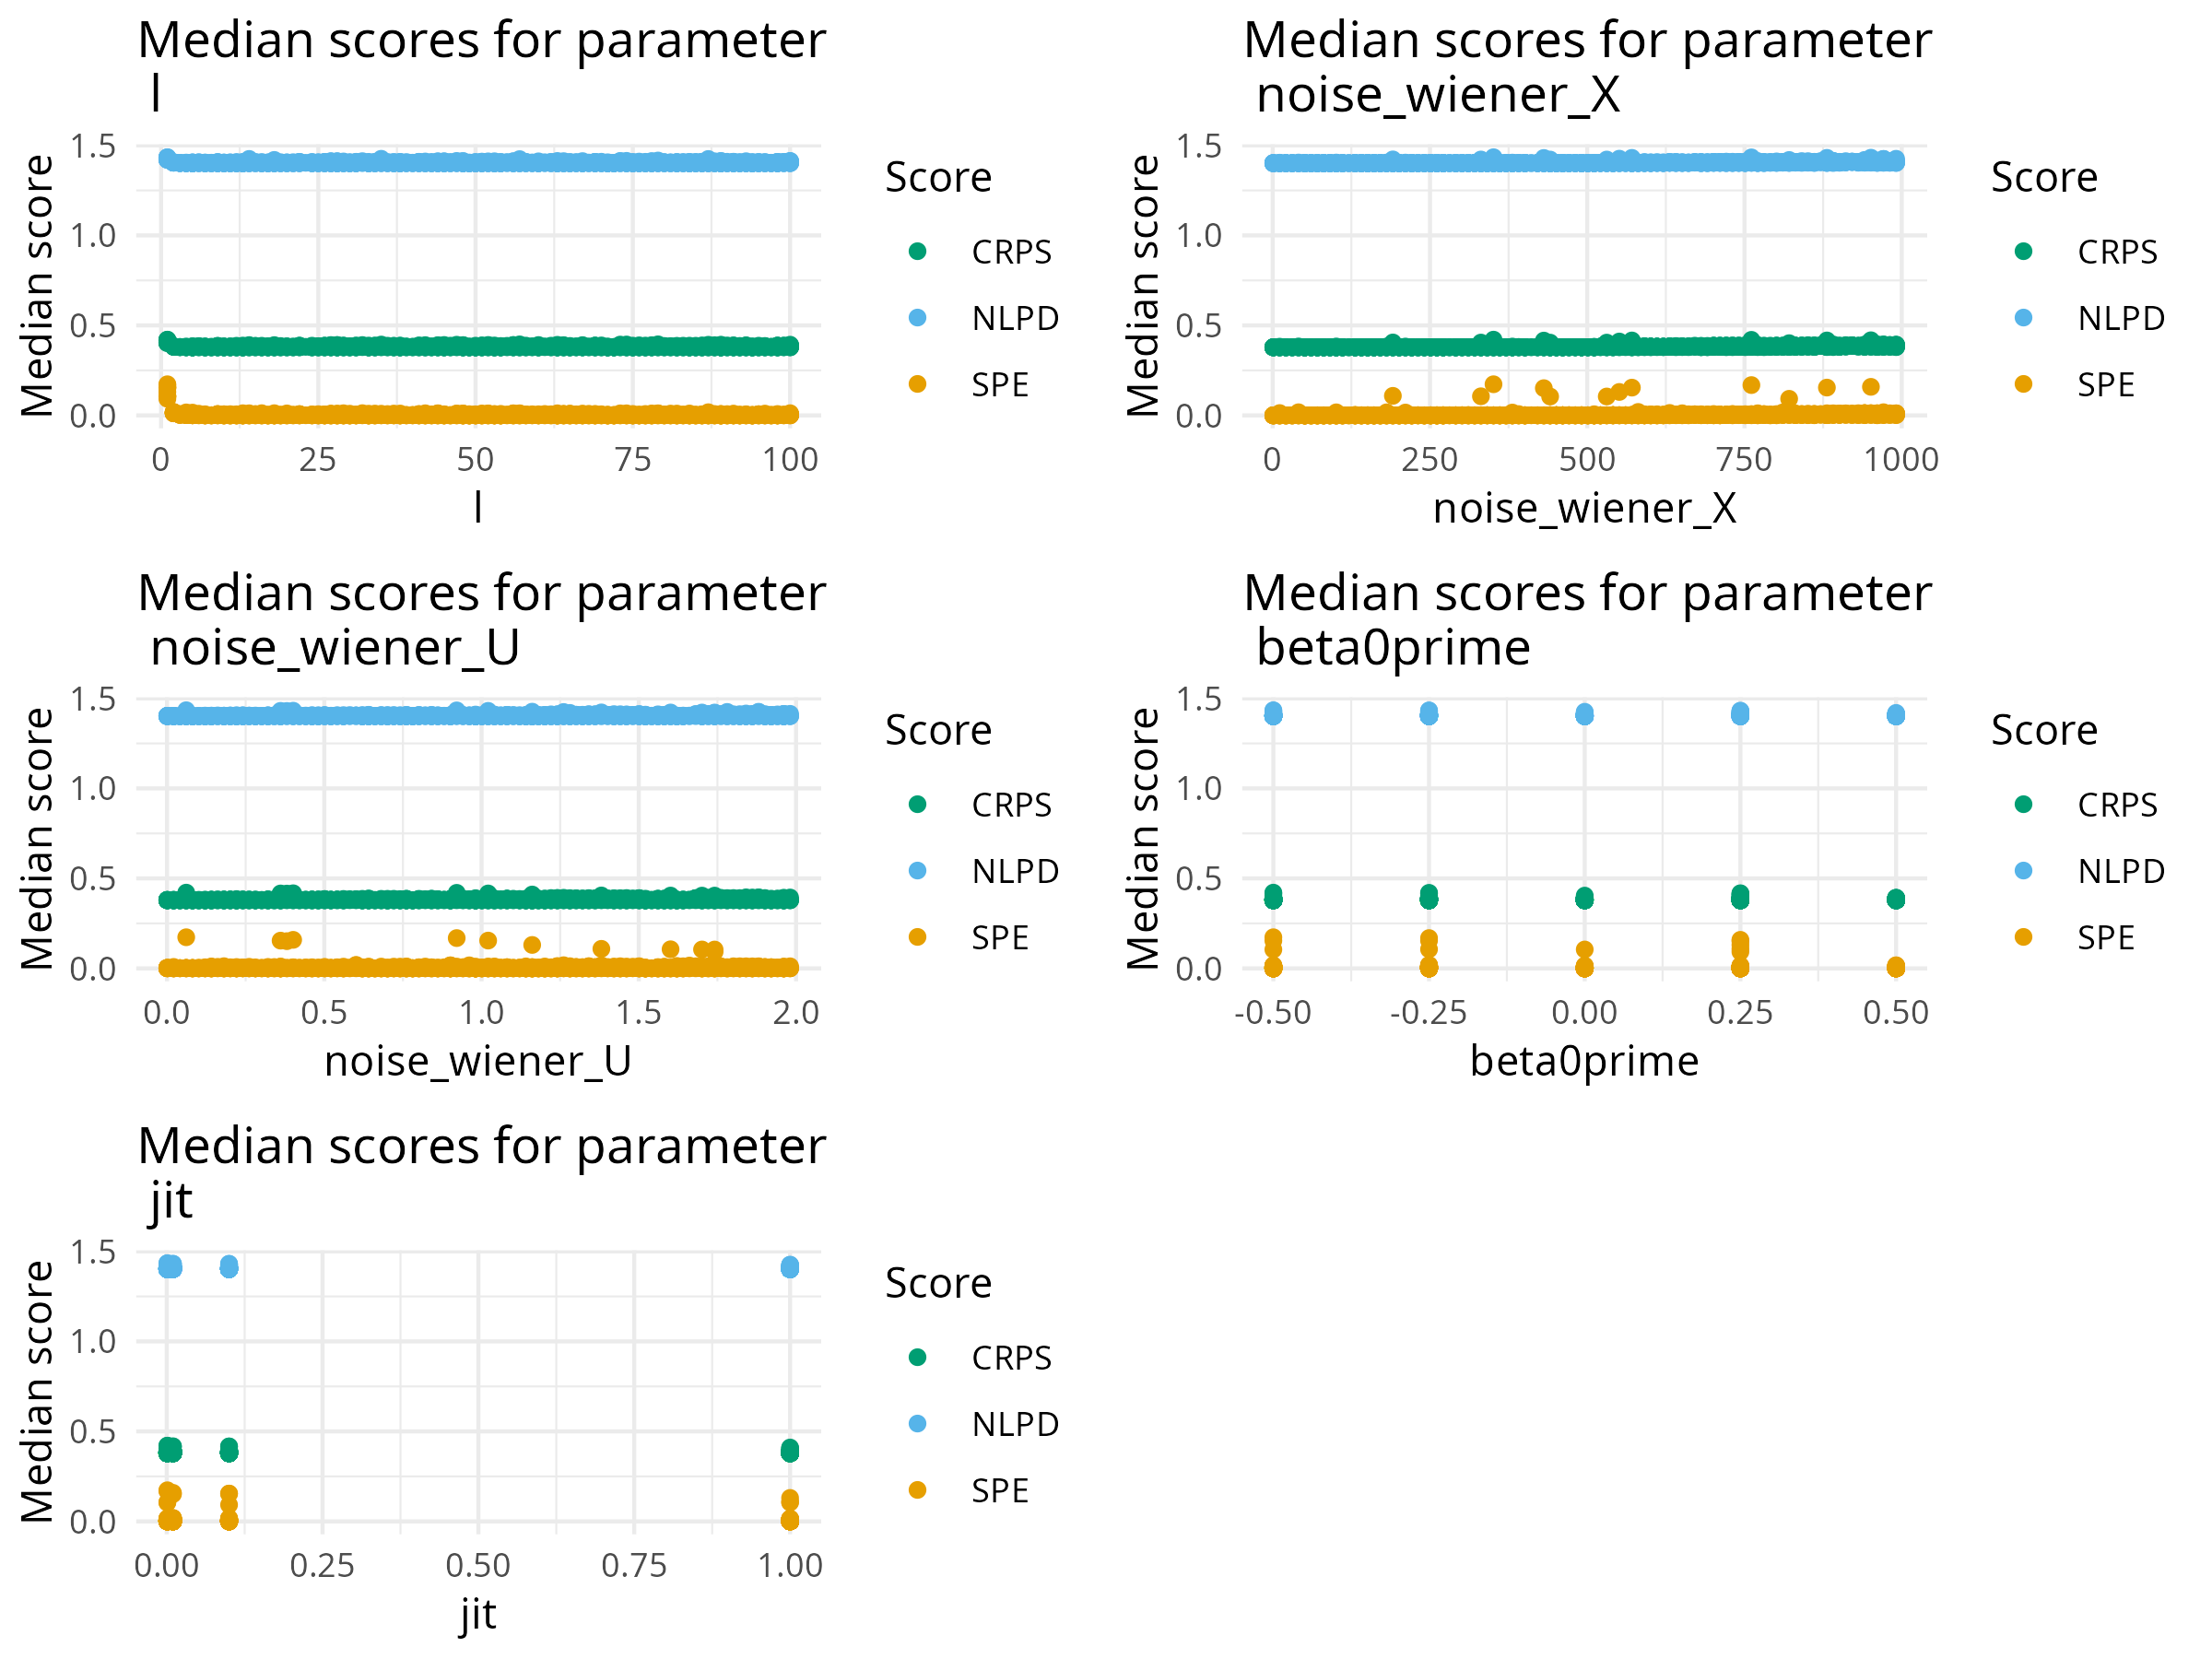 Median scores for parameter
l
1.5
1.0
0.5
0.0
Median score
0 25 50 75 100
l
Score
CRPS
NLPD
SPE
Median scores for parameter
noise_wiener_X
1.5
1.0
0.5
0.0
Median score
0 250 500 750 1000
noise_wiener_X
Score
CRPS
NLPD
SPE
Median scores for parameter
noise_wiener_U
1.5
1.0
0.5
0.0
Median score
0.0 0.5 1.0 1.5 2.0
noise_wiener_U
Score
CRPS
NLPD
SPE
Median scores for parameter
beta0prime
1.5
1.0
0.5
0.0
Median score
-0.50 -0.25 0.00 0.25 0.50
beta0prime
Score
CRPS
NLPD
SPE
Median scores for parameter
jit
1.5
1.0
0.5
0.0
Median score
0.00 0.25 0.50 0.75 1.00
jit
Score
CRPS
NLPD
SPE